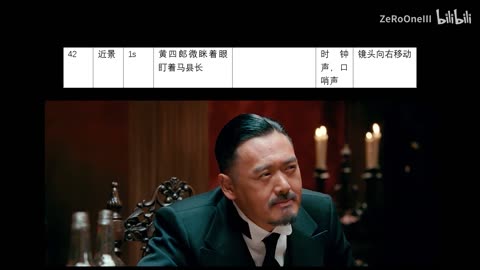 ZeRoOneIII bilibili
42 近景 1s 黄四郎微眯着眼 时钟
盯着马县长 声、口
哨声 镜头向右移动